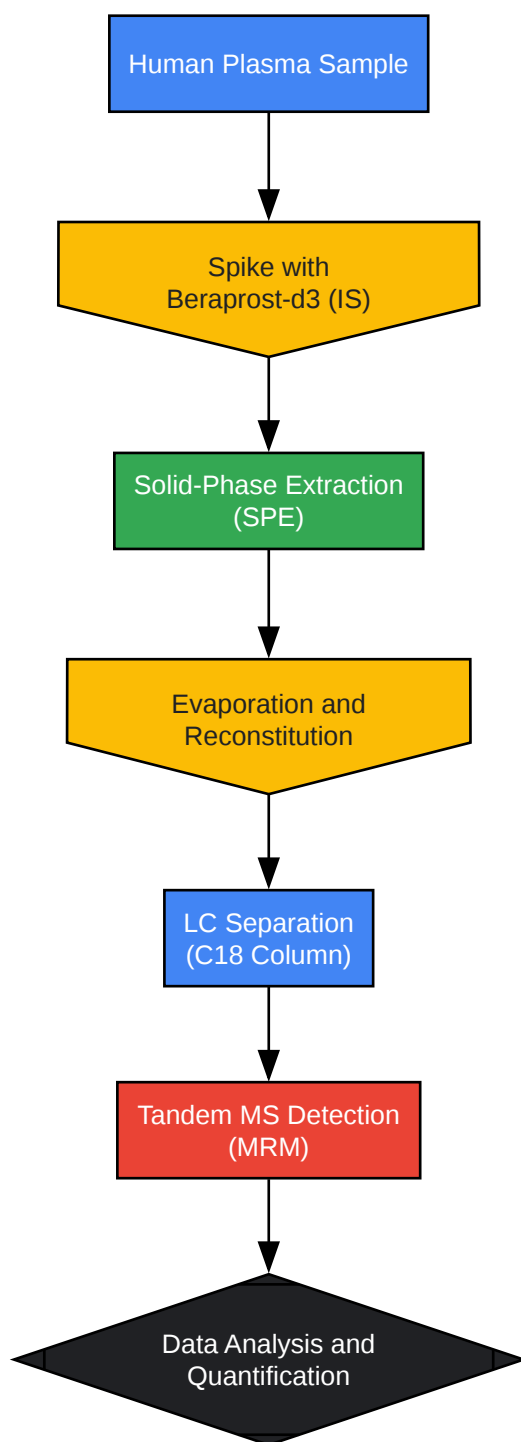 Human Plasma Sample
Spike with
Beraprost-d3 (IS)
Solid-Phase Extraction
(SPE)
Evaporation and
Reconstitution
LC Separation
(C18 Column)
Tandem MS Detection
(MRM)
Data Analysis and
Quantification